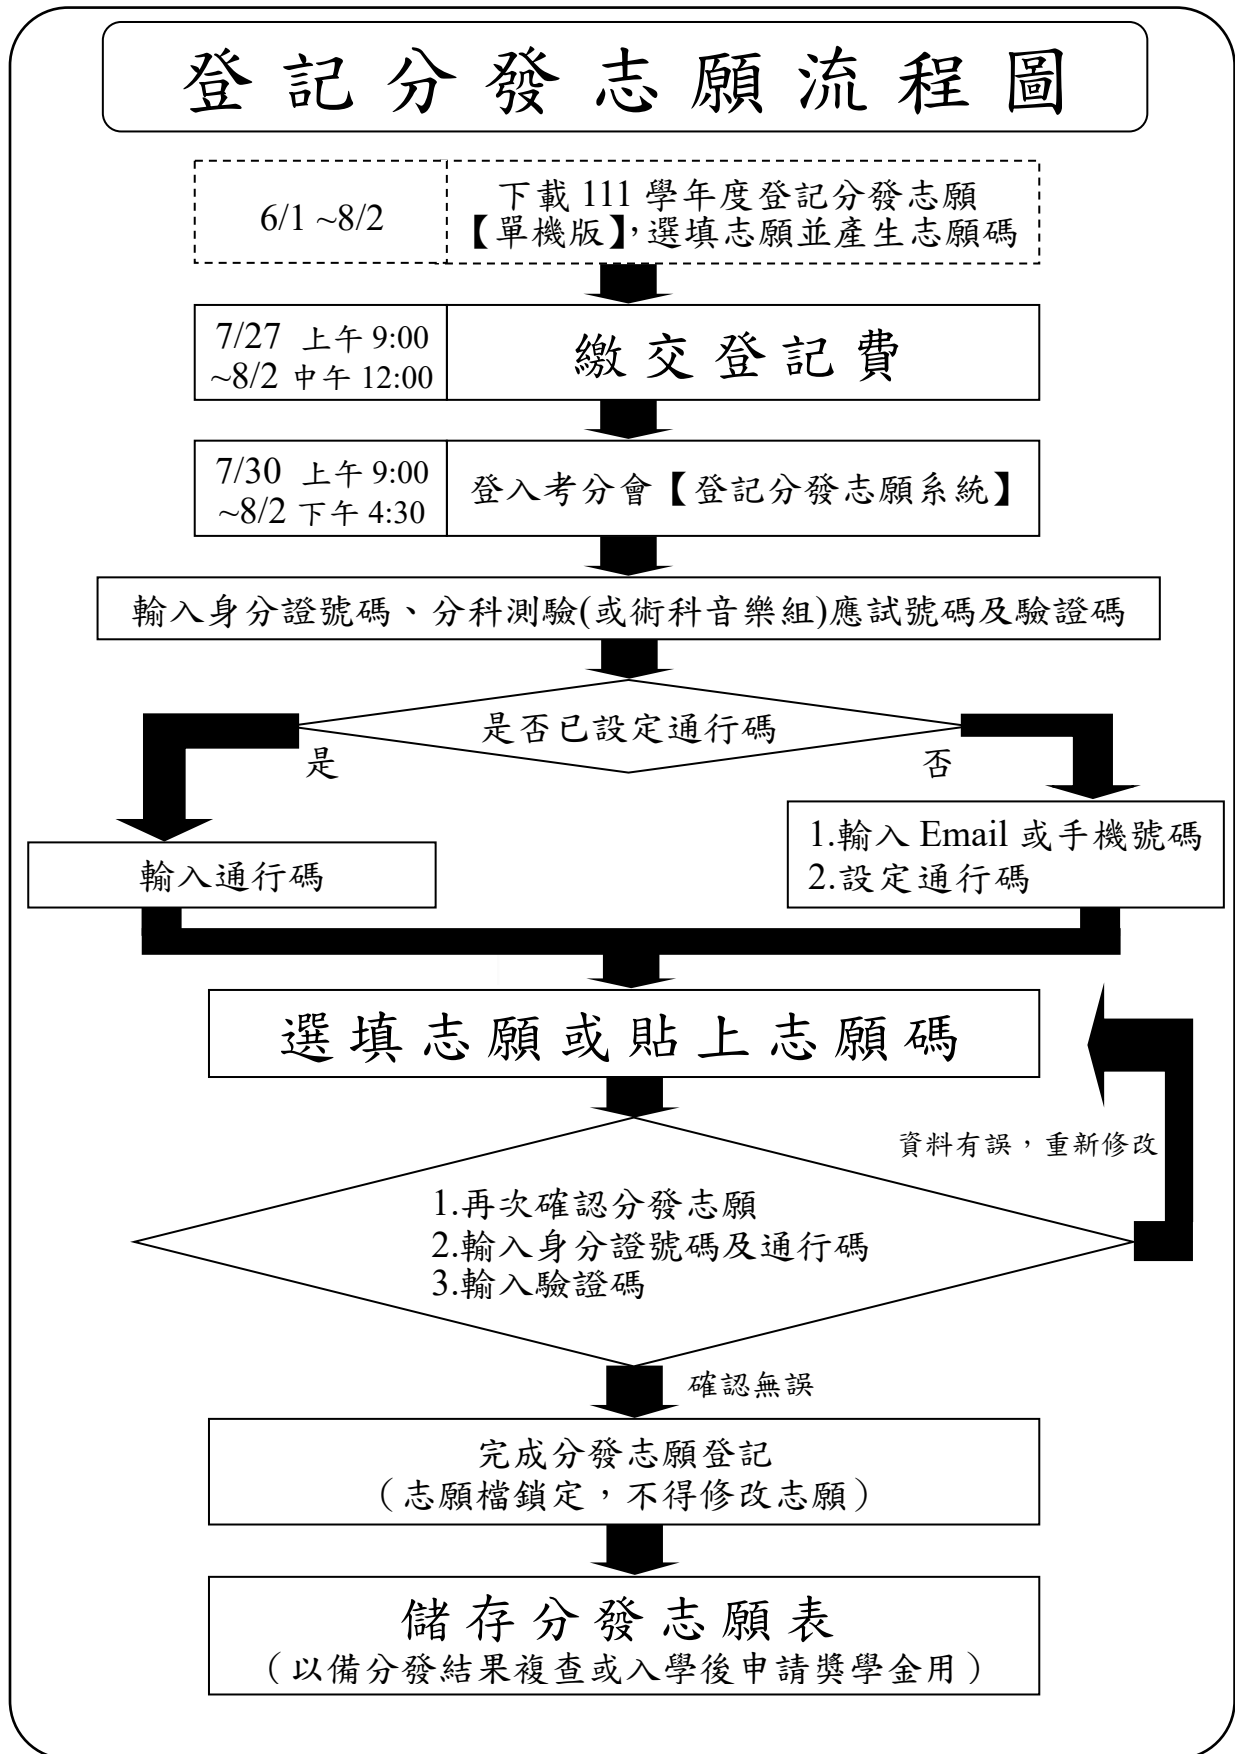 登記分發志願流程圖
6/1 ~8/2
下載 111 學年度登記分發志願
【單機版】，選填志願並產生志願碼
7/27 上午 9:00
~8/2 中午 12:00
繳交登記費
7/30 上午 9:00
~8/2 下午 4:30
登入考分會【登記分發志願系統】
輸入身分證號碼、分科測驗(或術科音樂組)應試號碼及驗證碼
是否已設定通行碼
是
否
輸入通行碼
1.輸入 Email 或手機號碼
2.設定通行碼
選填志願或貼上志願碼
資料有誤，重新修改
1.再次確認分發志願
2.輸入身分證號碼及通行碼
3.輸入驗證碼
確認無誤
完成分發志願登記
（志願檔鎖定，不得修改志願）
儲存分發志願表
（以備分發結果複查或入學後申請獎學金用）